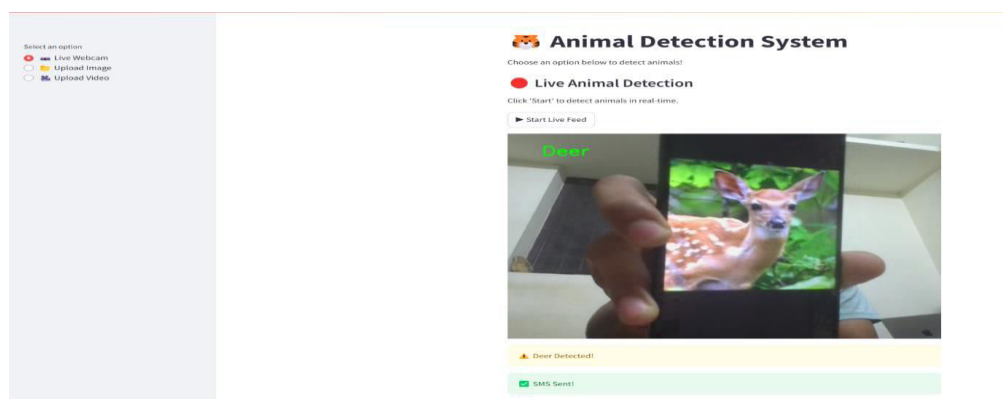 Select an option
Live Webcam
Upload Image
Upload Video
Animal Detection System
Choose an option below to detect animals!
Live Animal Detection
Click 'Start' to detect animals in real-time.
Start Live Feed
Deer
Deer Detected!
SMS Sent!